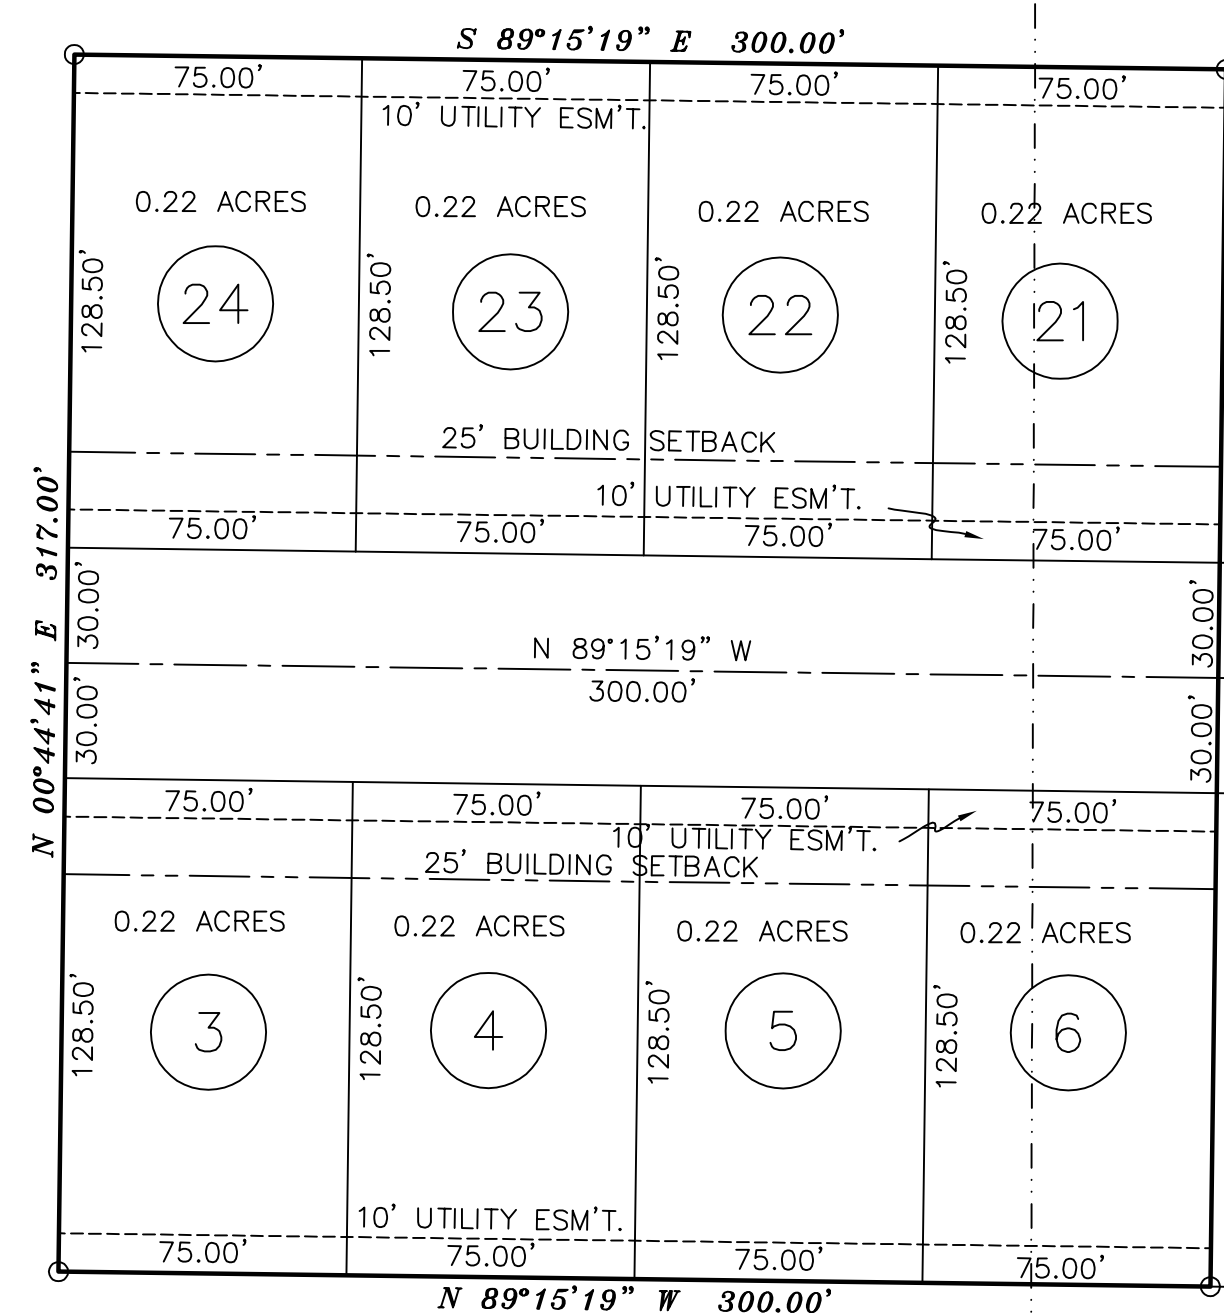 S 89°15'19" E 300.00'
75.00' 75.00' 75.00' 75.00'
10' UTILITY ESM'T.
0.22 ACRES 0.22 ACRES 0.22 ACRES 0.22 ACRES
128.50' 24 128.50' 23 128.50' 22 128.50' 21
25' BUILDING SETBACK
10' UTILITY ESM'T.
75.00' 75.00' 75.00' 75.00'
N 00°44'41" E 317.00'
30.00' 30.00'
N 89°15'19" W
300.00'
30.00' 30.00'
75.00' 75.00' 75.00' 75.00'
10' UTILITY ESM'T.
25' BUILDING SETBACK
0.22 ACRES 0.22 ACRES 0.22 ACRES 0.22 ACRES
128.50' 3 128.50' 4 128.50' 5 128.50' 6
10' UTILITY ESM'T.
75.00' 75.00' 75.00' 75.00'
N 89°15'19" W 300.00'